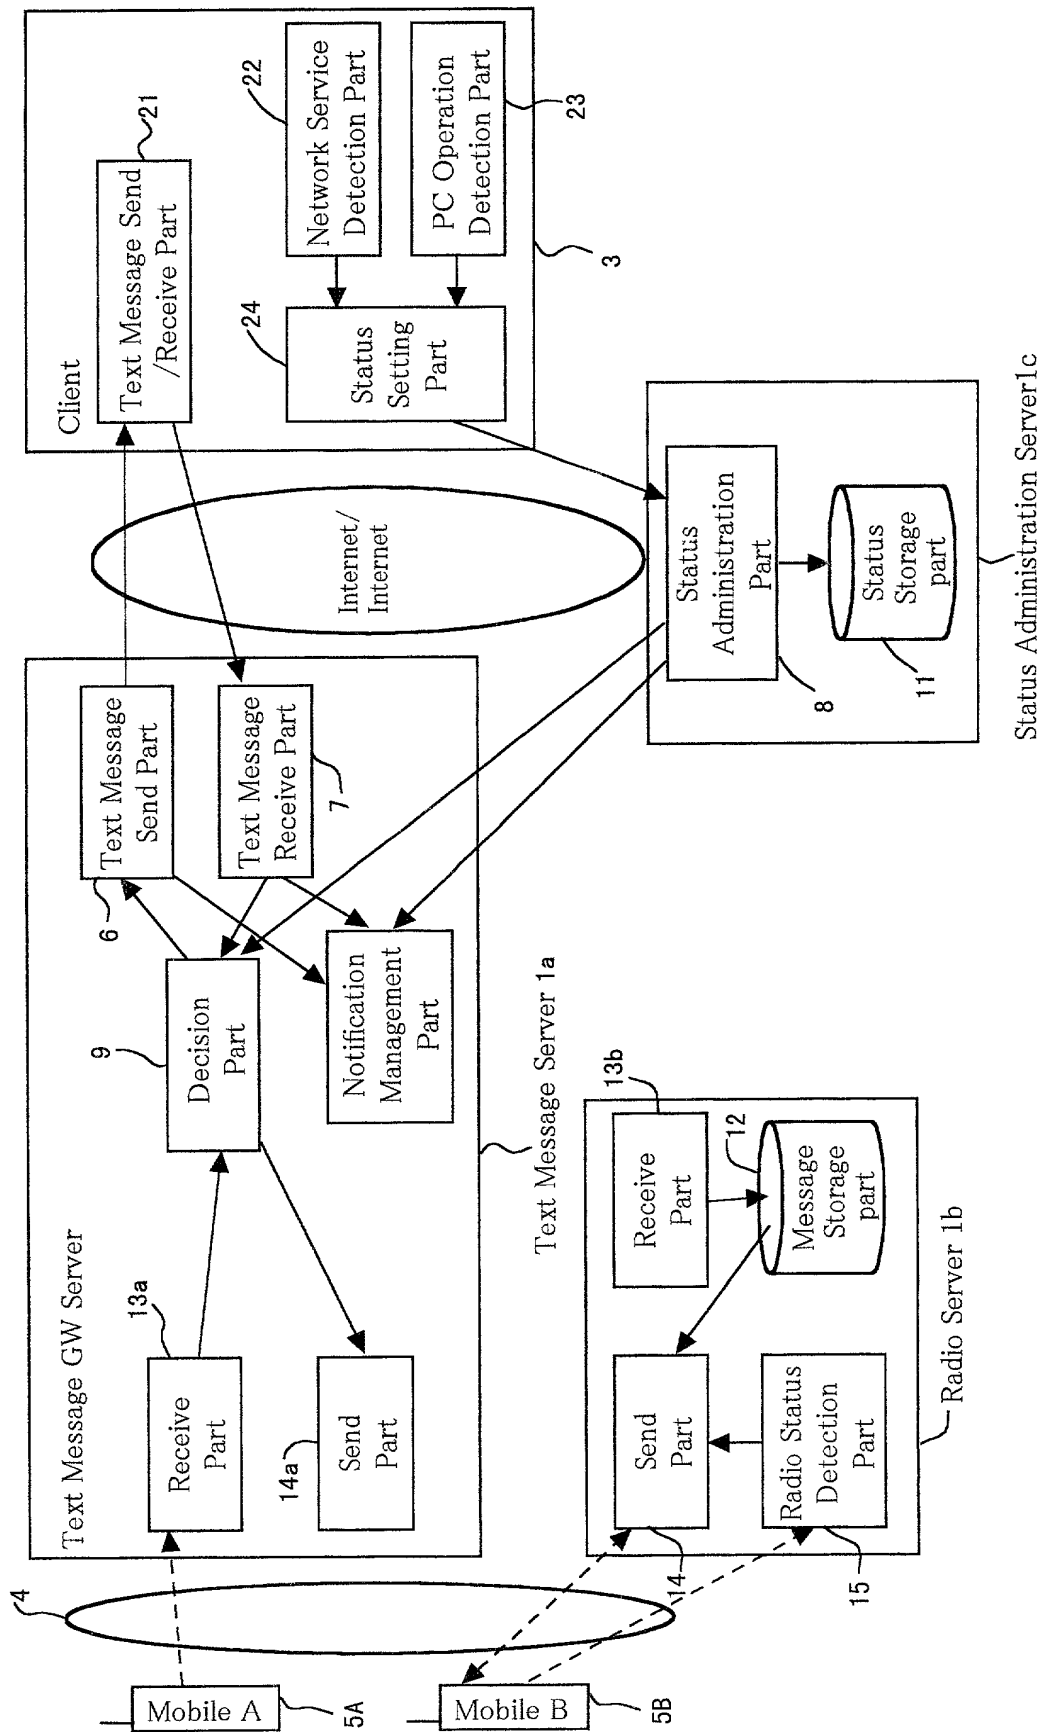 Client
21
Text Message Send
/Receive Part
22
Network Service
Detection Part
PC Operation
Detection Part
23
24
Status
Setting
Part
3
Internet/
Internet
Text Message GW Server
6
Text Message
Send Part
Text Message
Receive Part
7
9
Decision
Part
Notification
Management
Part
13a
Receive
Part
14a
Send
Part
Text Message Server 1a
Status
Administration
Part
8
Status
Storage
part
11
Status Administration Server1c
13b
Receive
Part
12
Message
Storage
part
Send
Part
14
Radio Status
Detection
Part
15
Radio Server 1b
4
Mobile A
5A
Mobile B
5B